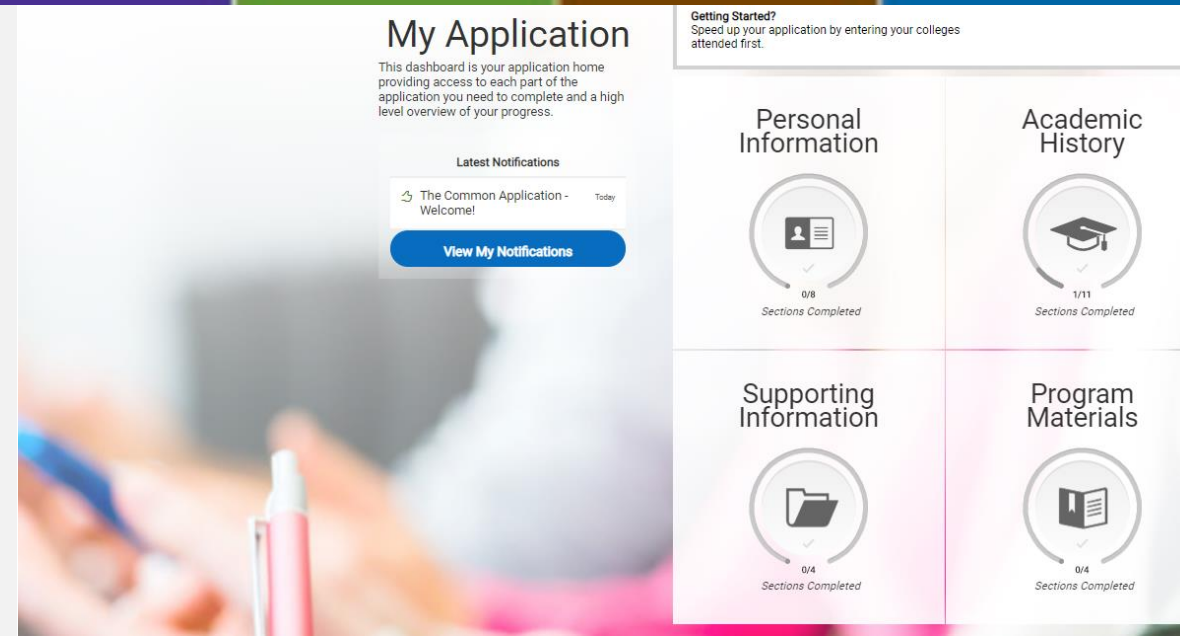 My Application
This dashboard is your application home
providing access to each part of the
application you need to complete and a high
level overview of your progress.
Latest Notifications
The Common Application -
Welcome!
Today
View My Notifications
Getting Started?
Speed up your application by entering your colleges
attended first.
Personal
Information
0/8
Sections Completed
Academic
History
1/11
Sections Completed
Supporting
Information
0/4
Sections Completed
Program
Materials
0/4
Sections Completed